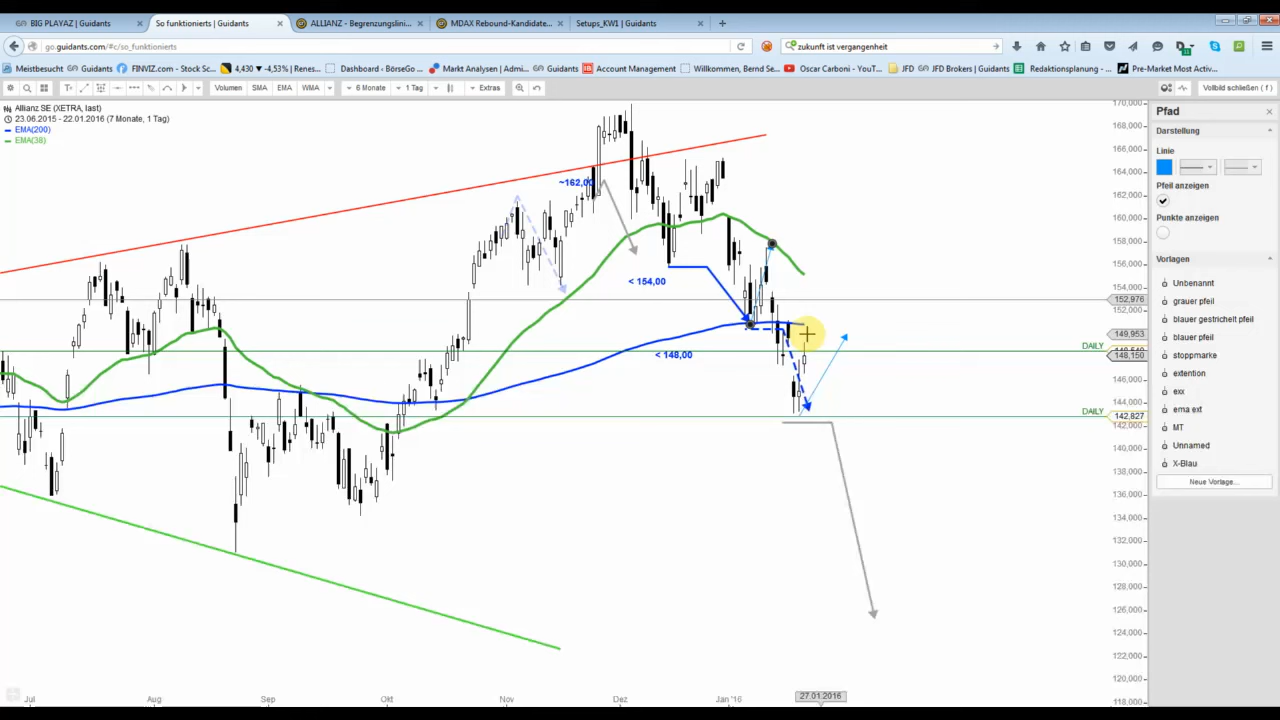 BIG PLAYAZ | Guidants
So funktionierts | Guidants
ALLIANZ - Begrenzungslini...
MDAX Rebound-Kandidate...
Setups_KW1 | Guidants
go.guidants.com/#c/so_funktionierts
zukunft ist vergangenheit
Meistbesucht
Guidants
FINVIZ.com - Stock Sc...
4,430 ▼ -4,53% | Renes...
Dashboard - BörseGo ...
Markt Analysen | Admi...
Guidants
Account Management
Willkommen, Bernd Se...
Oscar Carboni - YouT...
JFD
JFD Brokers | Guidants
Redaktionsplanung - ...
Pre-Market Most Activ...
Volumen
SMA
EMA
WMA
6 Monate
1 Tag
Extras
Vollbild schließen ( f )
Allianz SE (XETRA, last)
23.06.2015 - 22.01.2016 (7 Monate, 1 Tag)
EMA(200)
EMA(38)
~162,00
< 154,00
< 148,00
DAILY
DAILY
170,000
168,000
166,000
164,000
162,000
160,000
158,000
156,000
154,000
152,976
152,000
149,953
148,150
146,000
144,000
142,827
142,000
140,000
138,000
136,000
134,000
132,000
130,000
128,000
126,000
124,000
122,000
120,000
118,000
Jul
Aug
Sep
Okt
Nov
Dez
Jan '16
27.01.2016
Pfad
Darstellung
Linie
Pfeil anzeigen
Punkte anzeigen
Vorlagen
Unbenannt
grauer pfeil
blauer gestrichelt pfeil
blauer pfeil
stoppmarke
extention
exx
ema ext
MT
Unnamed
X-Blau
Neue Vorlage...